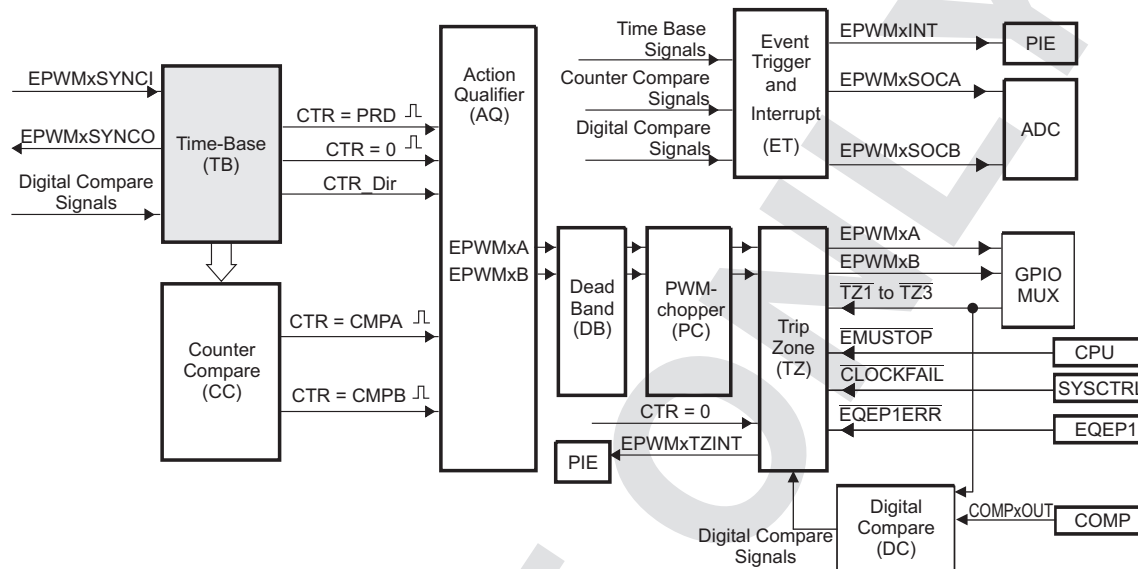 EPWMxSYNCI
EPWMxSYNCO
Digital Compare
Signals
Time-Base
(TB)
CTR = PRD
CTR = 0
CTR_Dir
Counter
Compare
(CC)
CTR = CMPA
CTR = CMPB
Action
Qualifier
(AQ)
EPWMxA
EPWMxB
Time Base
Signals
Counter Compare
Signals
Digital Compare
Signals
Event
Trigger
and
Interrupt
(ET)
EPWMxINT
EPWMxSOCA
EPWMxSOCB
PIE
ADC
Dead
Band
(DB)
PWM-
chopper
(PC)
Trip
Zone
(TZ)
EPWMxA
EPWMxB
TZ1 to TZ3
GPIO
MUX
EMUSTOP
CPU
CLOCKFAIL
SYSCTRL
EQEP1ERR
EQEP1
CTR = 0
EPWMxTZINT
PIE
Digital Compare
Signals
Digital
Compare
(DC)
COMPxOUT
COMP